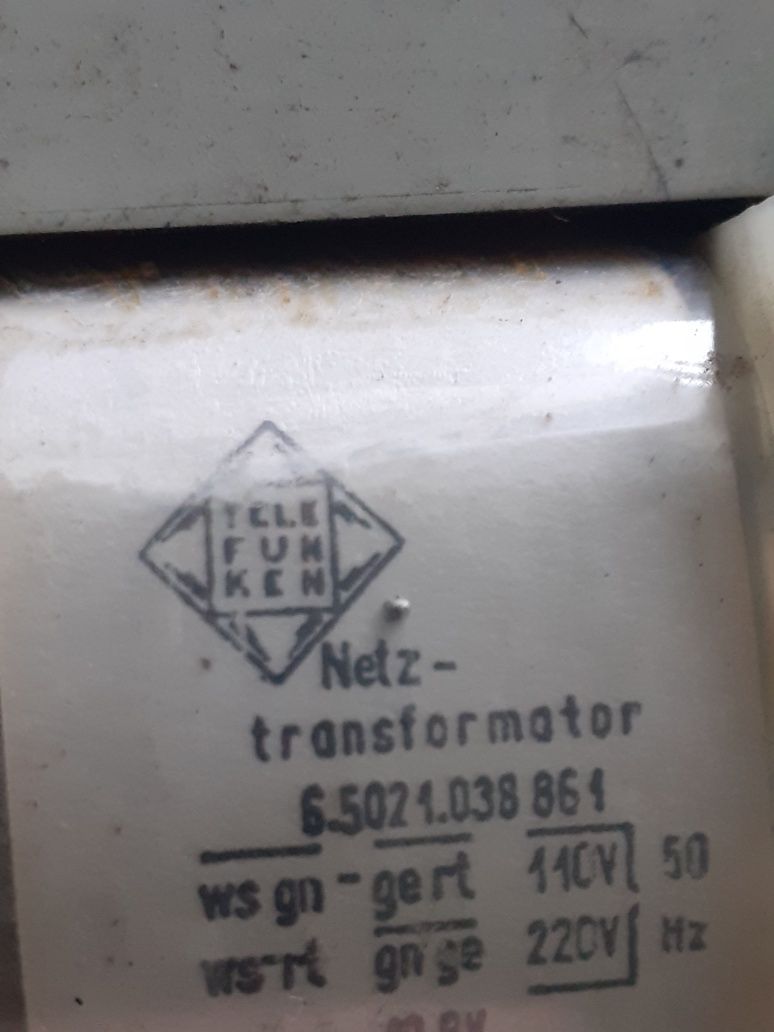 TELE
FUN
KEN
Netz-
transformator
6.5021.038 861
ws gn - ge rt 110V 50
ws-rt gn ge 220V Hz